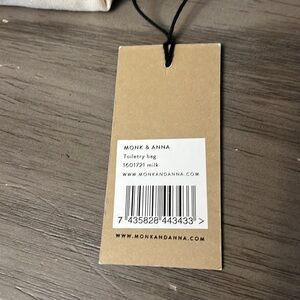 MONK & ANNA
Toiletry bag
1601721 milk
WWW.MONKANDANNA.COM
7 435828 443433 >
WWW.MONKANDANNA.COM